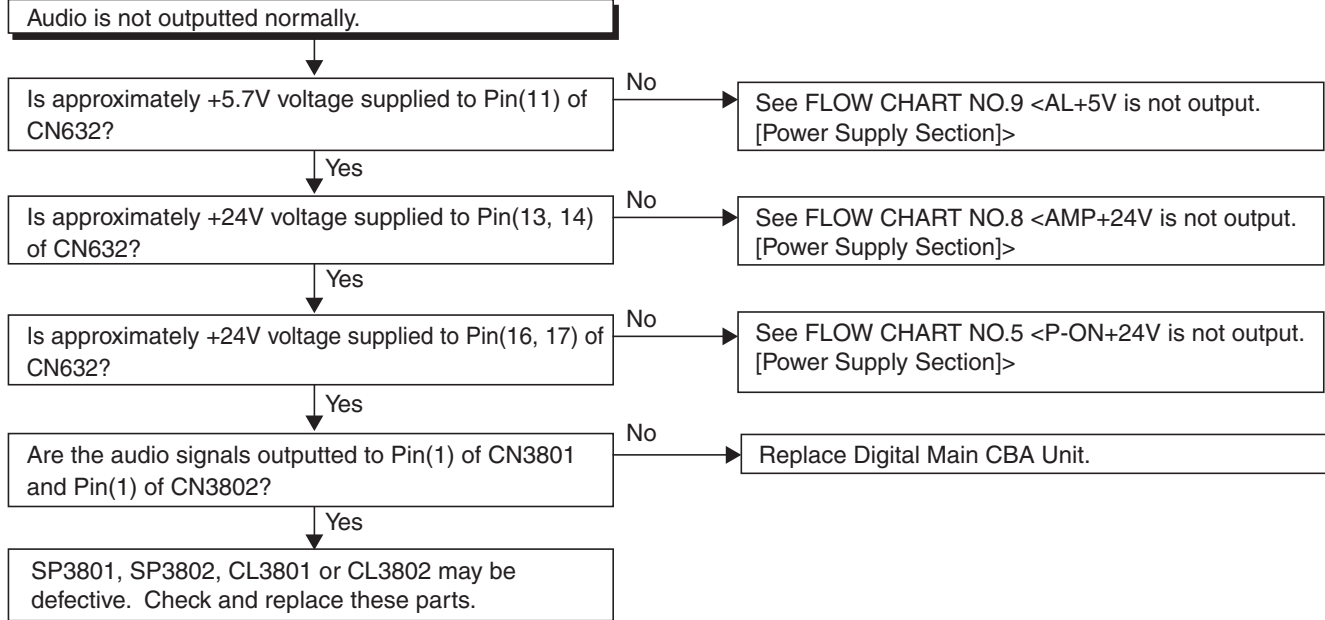 Audio is not outputted normally.
Is approximately +5.7V voltage supplied to Pin(11) of
CN632?
No
See FLOW CHART NO.9 <AL+5V is not output.
[Power Supply Section]>
Yes
Is approximately +24V voltage supplied to Pin(13, 14)
of CN632?
No
See FLOW CHART NO.8 <AMP+24V is not output.
[Power Supply Section]>
Yes
Is approximately +24V voltage supplied to Pin(16, 17) of
CN632?
No
See FLOW CHART NO.5 <P-ON+24V is not output.
[Power Supply Section]>
Yes
Are the audio signals outputted to Pin(1) of CN3801
and Pin(1) of CN3802?
No
Replace Digital Main CBA Unit.
Yes
SP3801, SP3802, CL3801 or CL3802 may be
defective.  Check and replace these parts.